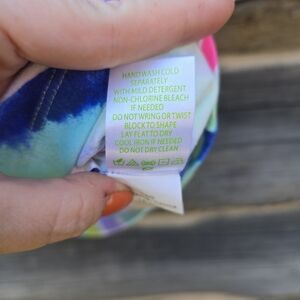 HANDWASH COLD
SEPARATELY
WITH MILD DETERGENT.
NON-CHLORINE BLEACH
IF NEEDED
DO NOT WRING OR TWIST
BLOCK TO SHAPE
LAY FLAT TO DRY
COOL IRON IF NEEDED
DO NOT DRY CLEAN